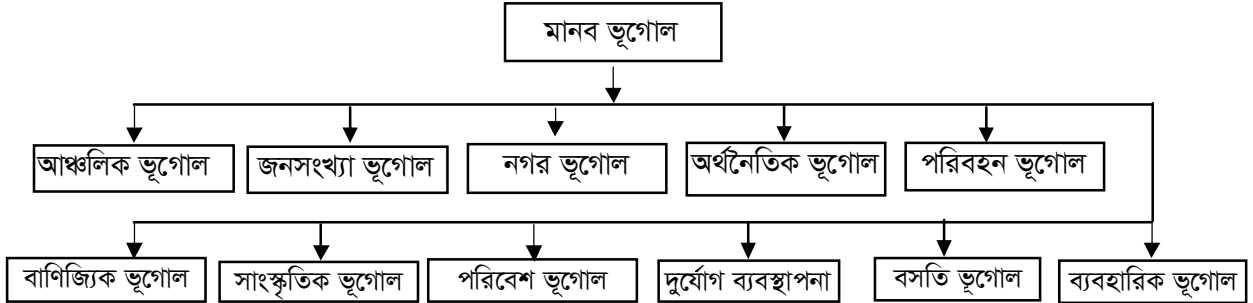 মানব ভূগোল
আঞ্চলিক ভূগোল
জনসংখ্যা ভূগোল
নগর ভূগোল
অর্থনৈতিক ভূগোল
পরিবহন ভূগোল
বাণিজ্যিক ভূগোল
সাংস্কৃতিক ভূগোল
পরিবেশ ভূগোল
দুর্যোগ ব্যবস্থাপনা
বসতি ভূগোল
ব্যবহারিক ভূগোল